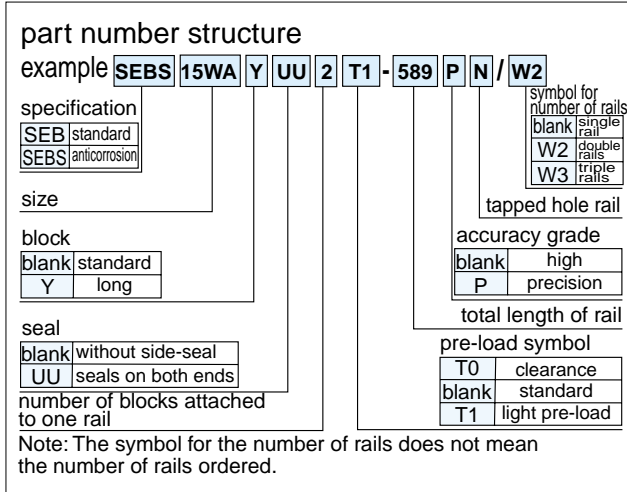 part number structure
example SEBS 15WA Y UU 2 T1 - 589 P N / W2
specification
SEB standard
SEBS anticorrosion
size
block
blank standard
Y long
seal
blank without side-seal
UU seals on both ends
number of blocks attached
to one rail
symbol for
number of rails
blank single
rail
W2 double
rails
W3 triple
rails
tapped hole rail
accuracy grade
blank high
P precision
total length of rail
pre-load symbol
T0 clearance
blank standard
T1 light pre-load
Note: The symbol for the number of rails does not mean
the number of rails ordered.